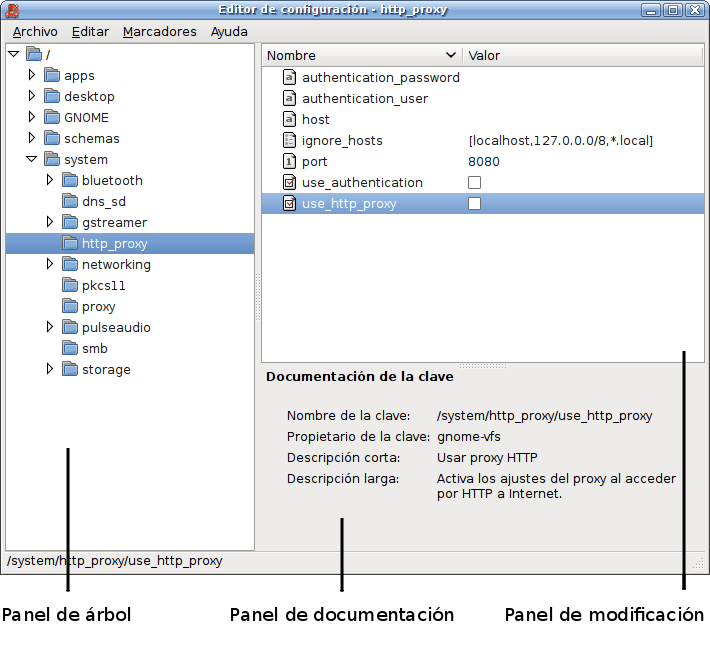 Editor de configuración - http_proxy
Archivo Editar Marcadores Ayuda
/
apps
desktop
GNOME
schemas
system
bluetooth
dns_sd
gstreamer
http_proxy
networking
pkcs11
proxy
pulseaudio
smb
storage
Nombre Valor
authentication_password
authentication_user
host
ignore_hosts [localhost,127.0.0.0/8,*.local]
port 8080
use_authentication
use_http_proxy
Documentación de la clave
Nombre de la clave: /system/http_proxy/use_http_proxy
Propietario de la clave: gnome-vfs
Descripción corta: Usar proxy HTTP
Descripción larga: Activa los ajustes del proxy al acceder
por HTTP a Internet.
/system/http_proxy/use_http_proxy
Panel de árbol Panel de documentación Panel de modificación